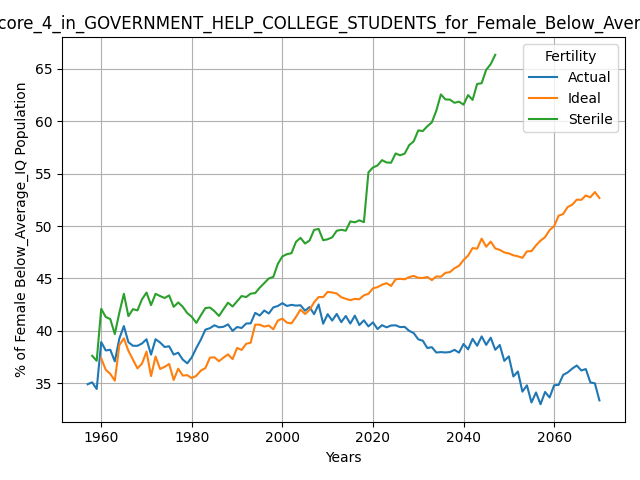 core_4_in_GOVERNMENT_HELP_COLLEGE_STUDENTS_for_Female_Below_Aver
% of Female Below_Average_IQ Population
65
60
55
50
45
40
35
Fertility
Actual
Ideal
Sterile
1960
1980
2000
2020
2040
2060
Years